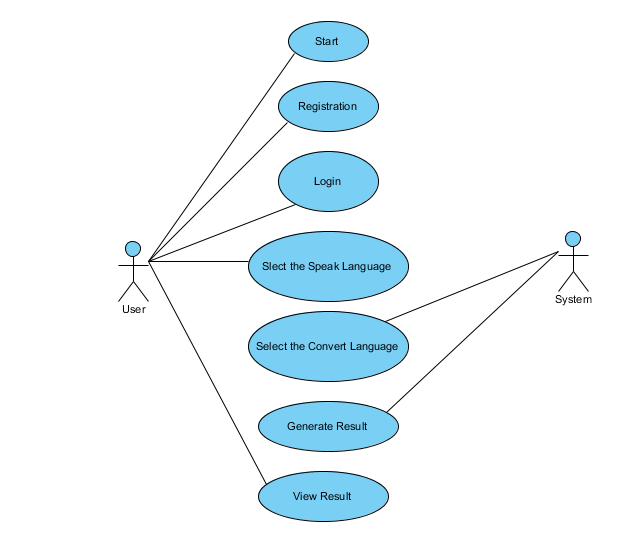 Start
Registration
Login
Slect the Speak Language
User
System
Select the Convert Language
Generate Result
View Result